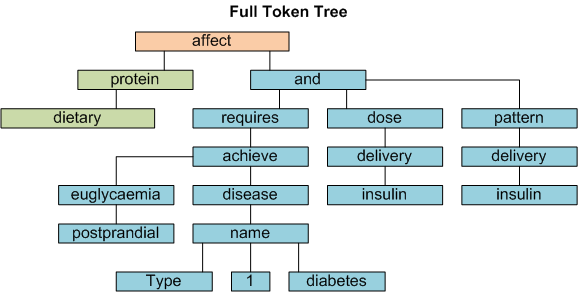 Full Token Tree
affect
protein and
dietary requires dose pattern
achieve delivery delivery
euglycaemia disease insulin insulin
postprandial name
Type 1 diabetes